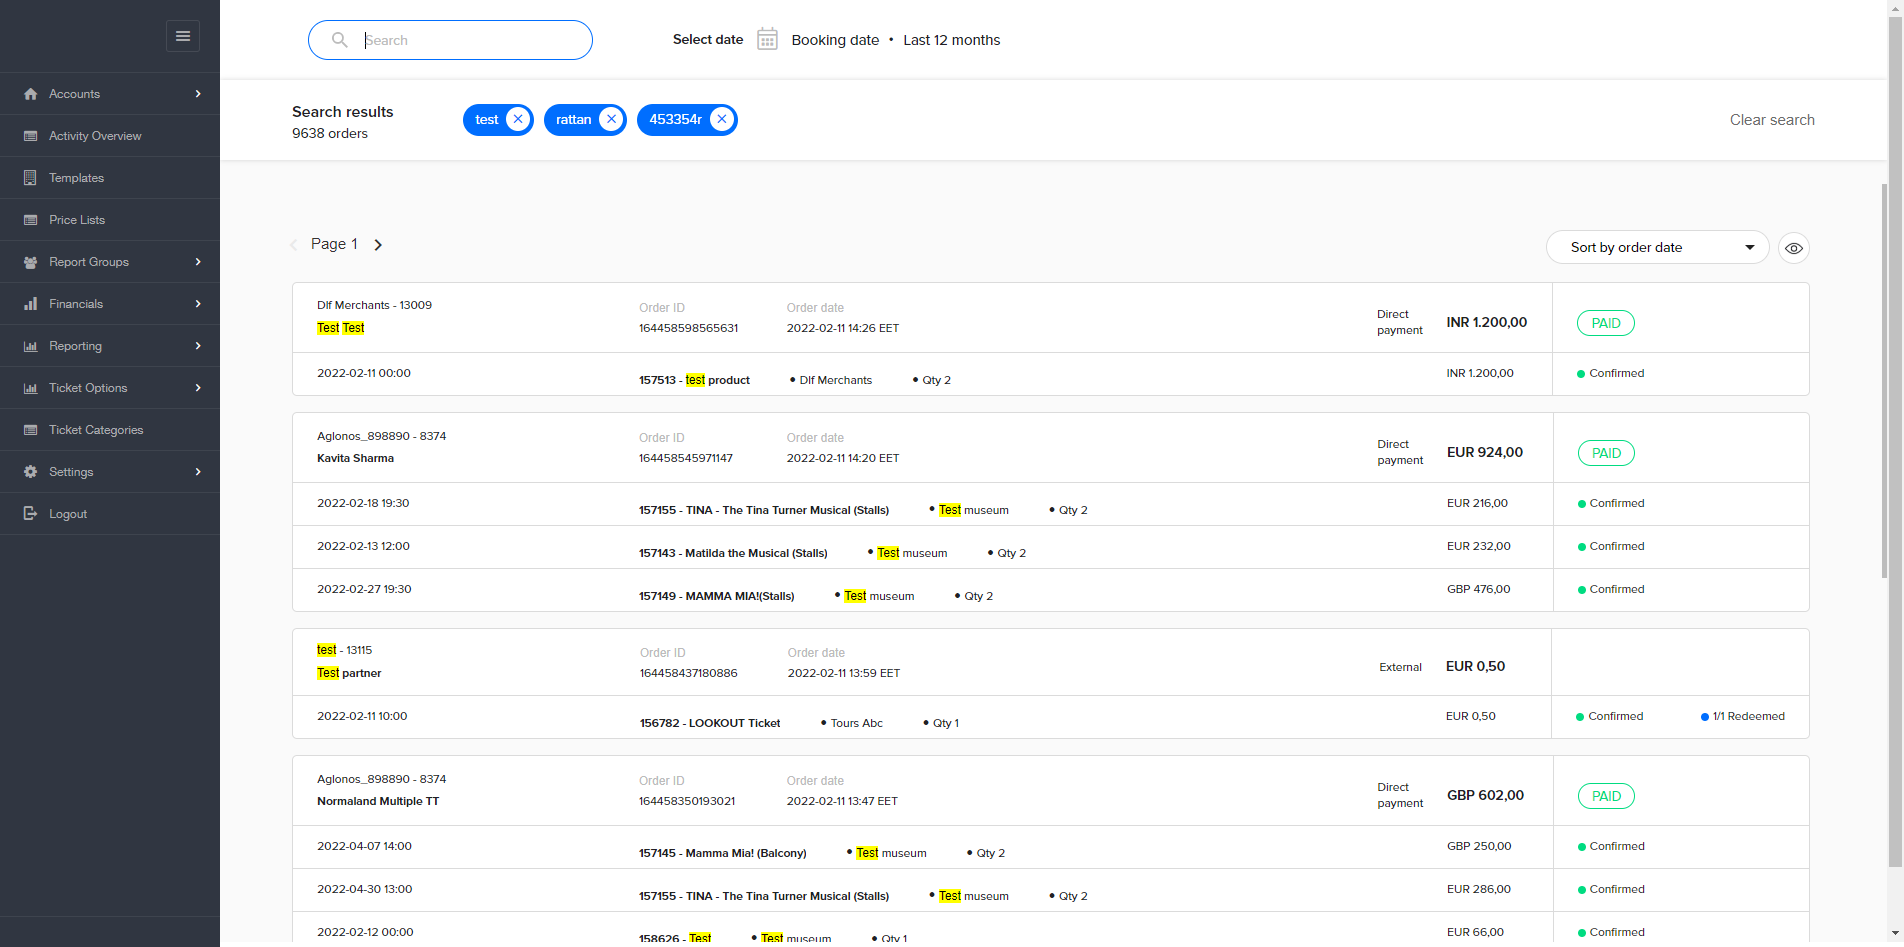 Search
Select date
Booking date • Last 12 months
Accounts
Activity Overview
Templates
Price Lists
Report Groups
Financials
Reporting
Ticket Options
Ticket Categories
Settings
Logout
Search results
9638 orders
test
rattan
453354r
Clear search
Page 1
Sort by order date
Dlf Merchants - 13009
Test Test
Order ID
164458598565631
Order date
2022-02-11 14:26 EET
Direct
payment
INR 1.200,00
PAID
2022-02-11 00:00
157513 - test product • Dlf Merchants • Qty 2
INR 1.200,00
Confirmed
Aglonos_898890 - 8374
Kavita Sharma
Order ID
164458545971147
Order date
2022-02-11 14:20 EET
Direct
payment
EUR 924,00
PAID
2022-02-18 19:30
157155 - TINA - The Tina Turner Musical (Stalls) • Test museum • Qty 2
EUR 216,00
Confirmed
2022-02-13 12:00
157143 - Matilda the Musical (Stalls) • Test museum • Qty 2
EUR 232,00
Confirmed
2022-02-27 19:30
157149 - MAMMA MIA!(Stalls) • Test museum • Qty 2
GBP 476,00
Confirmed
test - 13115
Test partner
Order ID
164458437180886
Order date
2022-02-11 13:59 EET
External
EUR 0,50
2022-02-11 10:00
156782 - LOOKOUT Ticket • Tours Abc • Qty 1
EUR 0,50
Confirmed
1/1 Redeemed
Aglonos_898890 - 8374
Normaland Multiple TT
Order ID
164458350193021
Order date
2022-02-11 13:47 EET
Direct
payment
GBP 602,00
PAID
2022-04-07 14:00
157145 - Mamma Mia! (Balcony) • Test museum • Qty 2
GBP 250,00
Confirmed
2022-04-30 13:00
157155 - TINA - The Tina Turner Musical (Stalls) • Test museum • Qty 2
EUR 286,00
Confirmed
2022-02-12 00:00
158626 - Test • Test museum • Qty 1
EUR 66,00
Confirmed